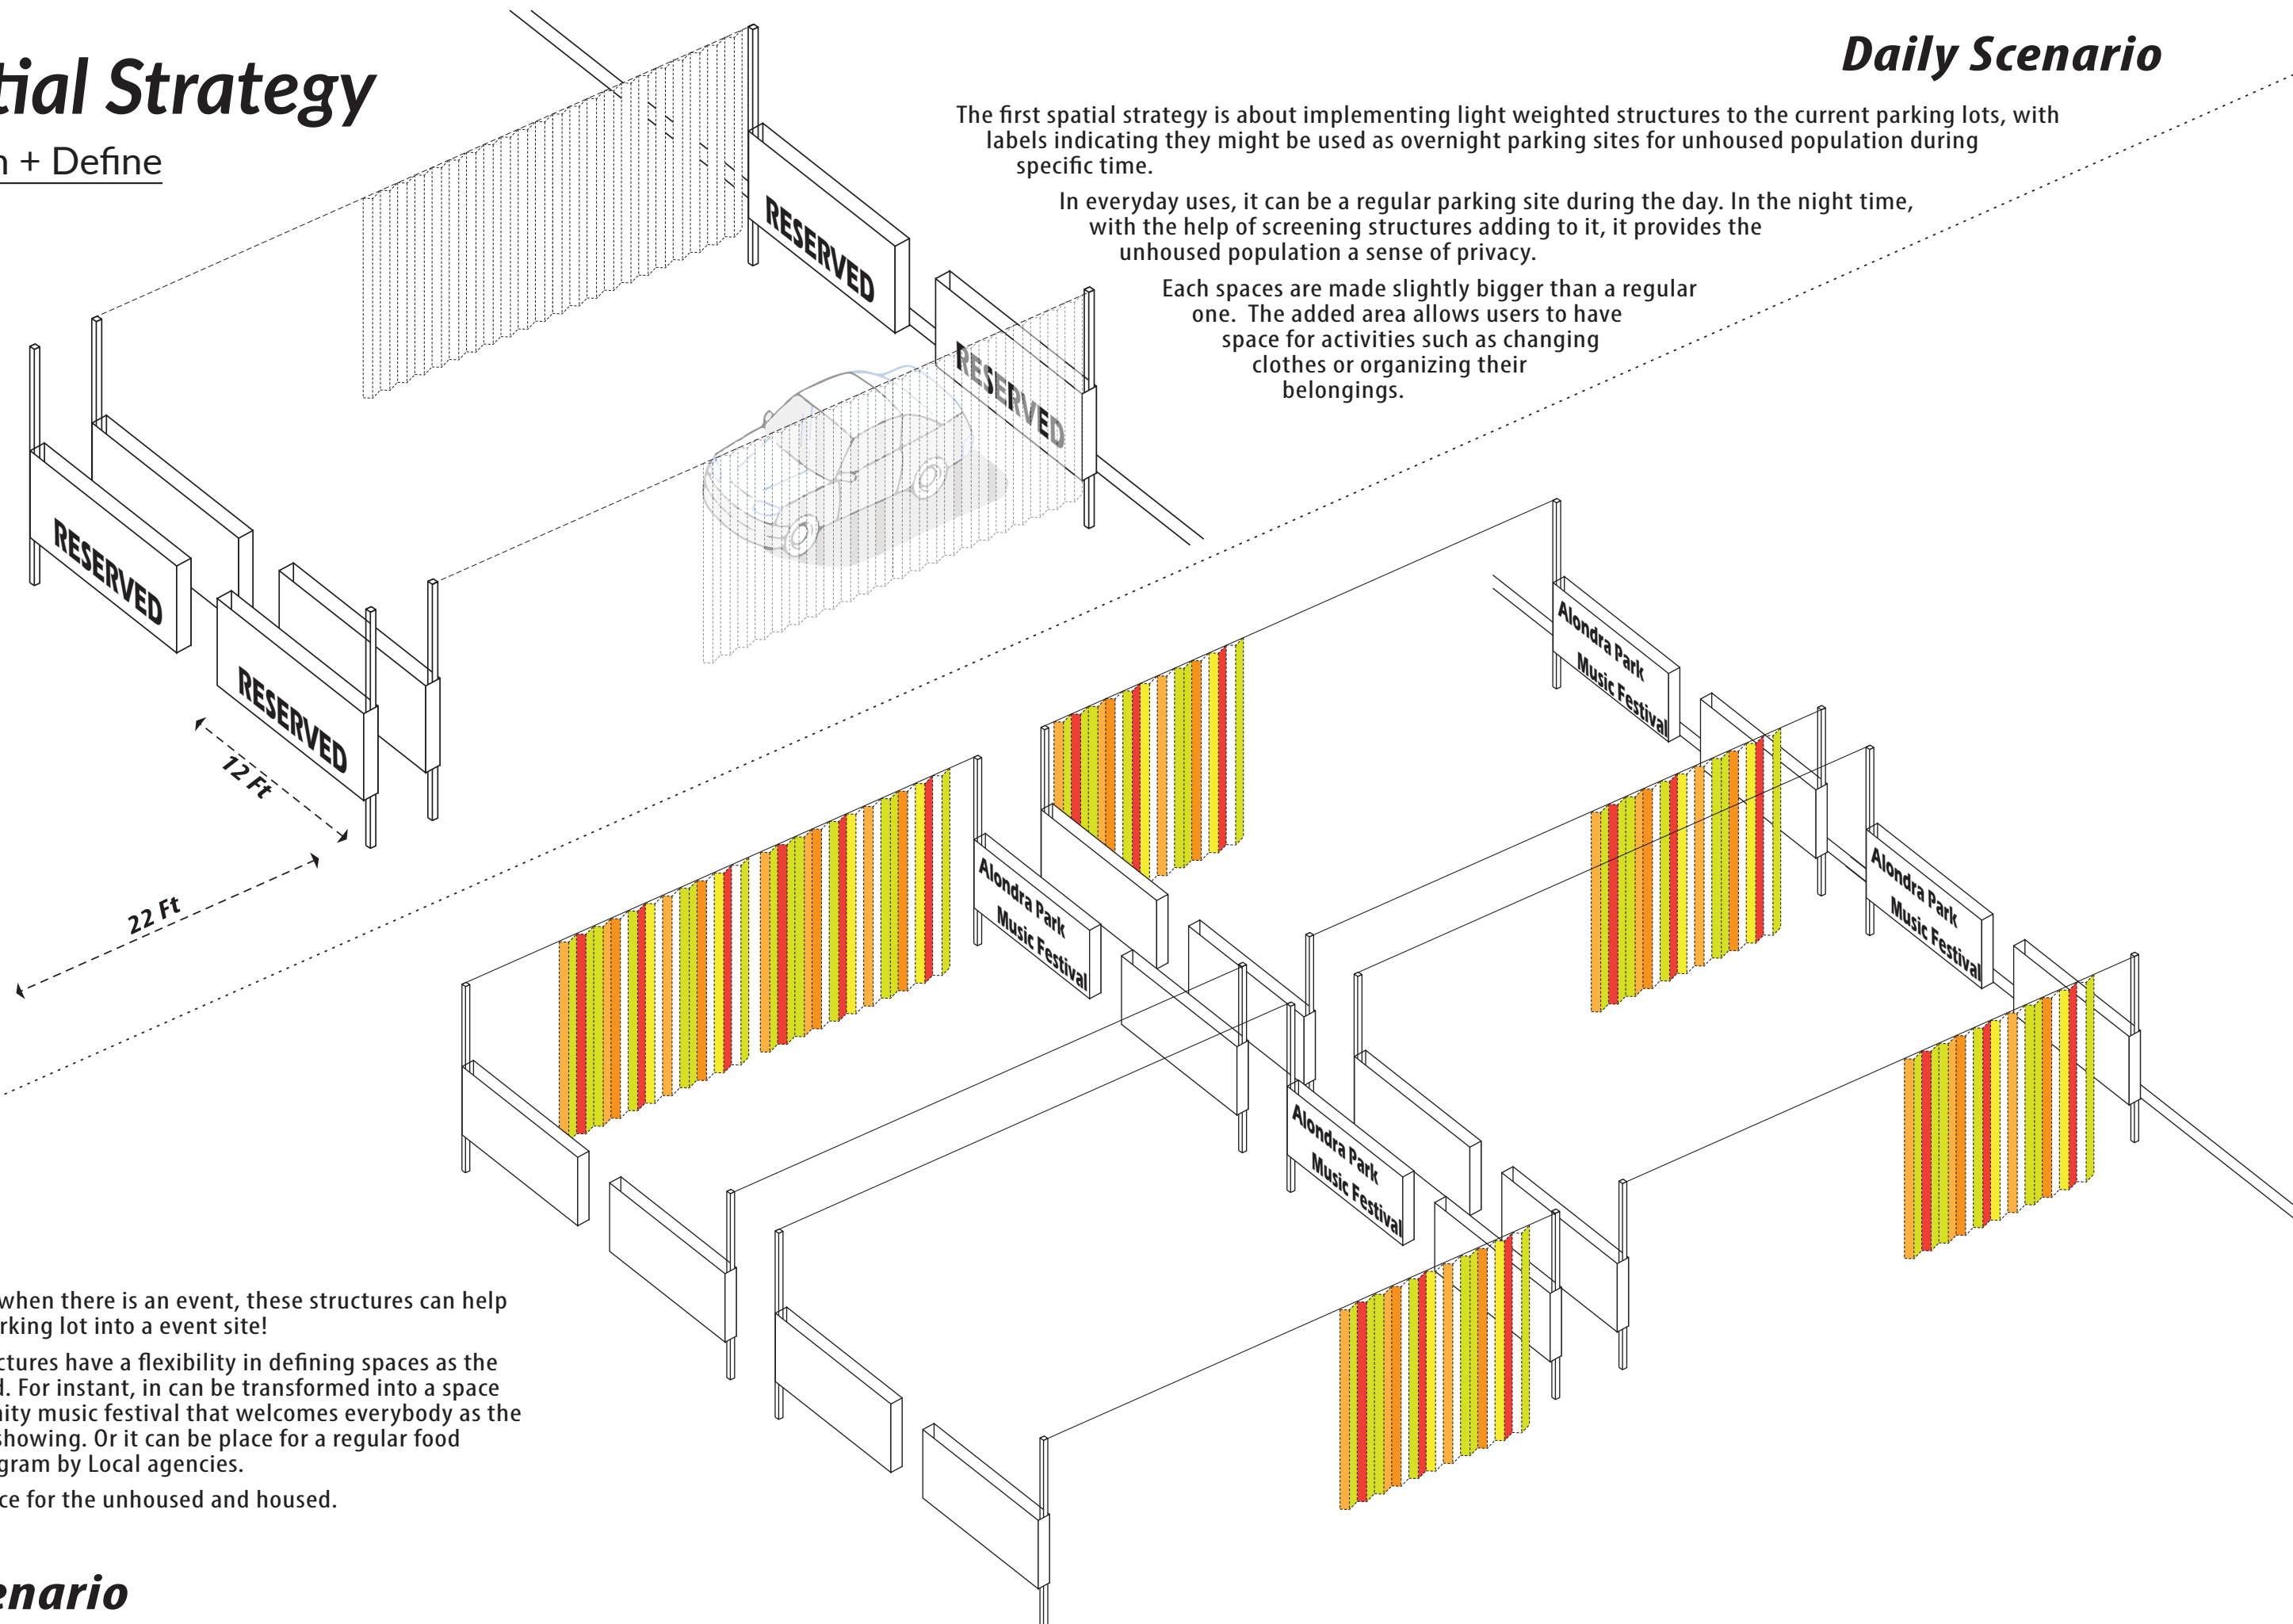 tial Strategy
+ Define
Daily Scenario
The first spatial strategy is about implementing light weighted structures to the current parking lots, with
labels indicating they might be used as overnight parking sites for unhoused population during
specific time.
In everyday uses, it can be a regular parking site during the day. In the night time,
with the help of screening structures adding to it, it provides the
unhoused population a sense of privacy.
Each spaces are made slightly bigger than a regular
one. The added area allows users to have
space for activities such as changing
clothes or organizing their
belongings.
RESERVED
RESERVED
RESERVED
RESERVED
12 Ft
22 Ft
Alondra Park
Music Festival
Alondra Park
Music Festival
Alondra Park
Music Festival
Alondra Park
Music Festival
when there is an event, these structures can help
rking lot into a event site!
ctures have a flexibility in defining spaces as the
d. For instant, in can be transformed into a space
nity music festival that welcomes everybody as the
showing. Or it can be place for a regular food
gram by Local agencies.
ce for the unhoused and housed.
enario